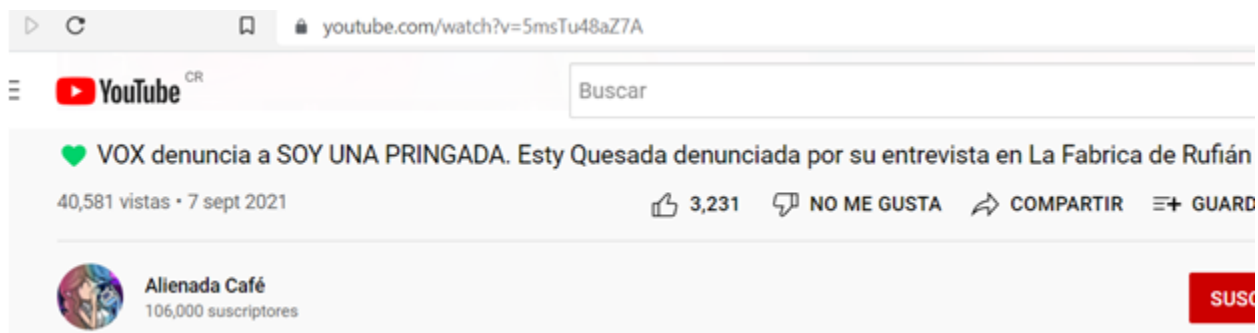 youtube.com/watch?v=5msTu48aZ7A
YouTube CR
Buscar
VOX denuncia a SOY UNA PRINGADA. Esty Quesada denunciada por su entrevista en La Fabrica de Rufián
40,581 vistas • 7 sept 2021
3,231 NO ME GUSTA COMPARTIR GUARD
Alienada Café
106,000 suscriptores
SUSC